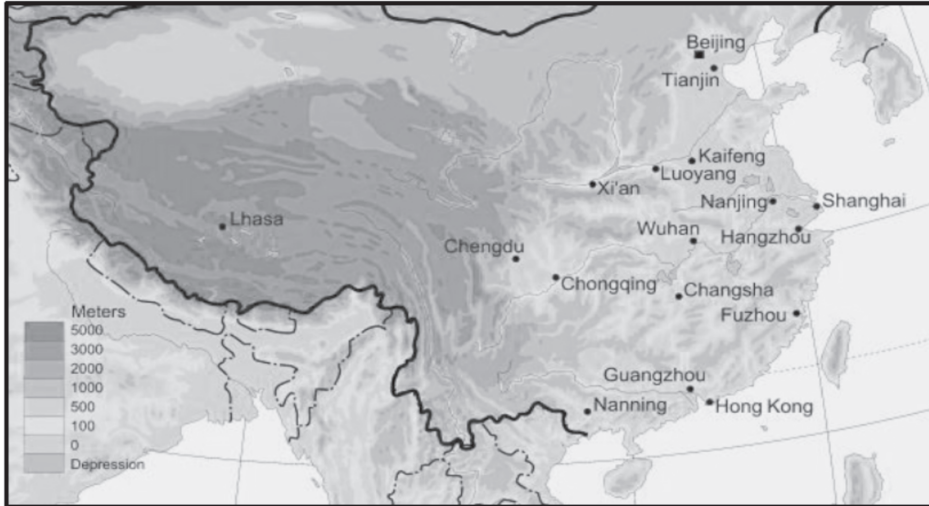 Beijing
Tianjin
Kaifeng
Luoyang
Xi'an
Nanjing
Shanghai
Lhasa
Wuhan
Hangzhou
Chengdu
Chongqing
Changsha
Fuzhou
Guangzhou
Nanning
Hong Kong
Meters
5000
3000
2000
1000
500
100
0
Depression